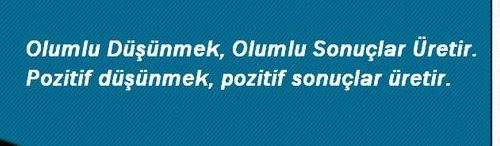 Olumlu Düşünmek, Olumlu Sonuçlar Üretir.
Pozitif düşünmek, pozitif sonuçlar üretir.